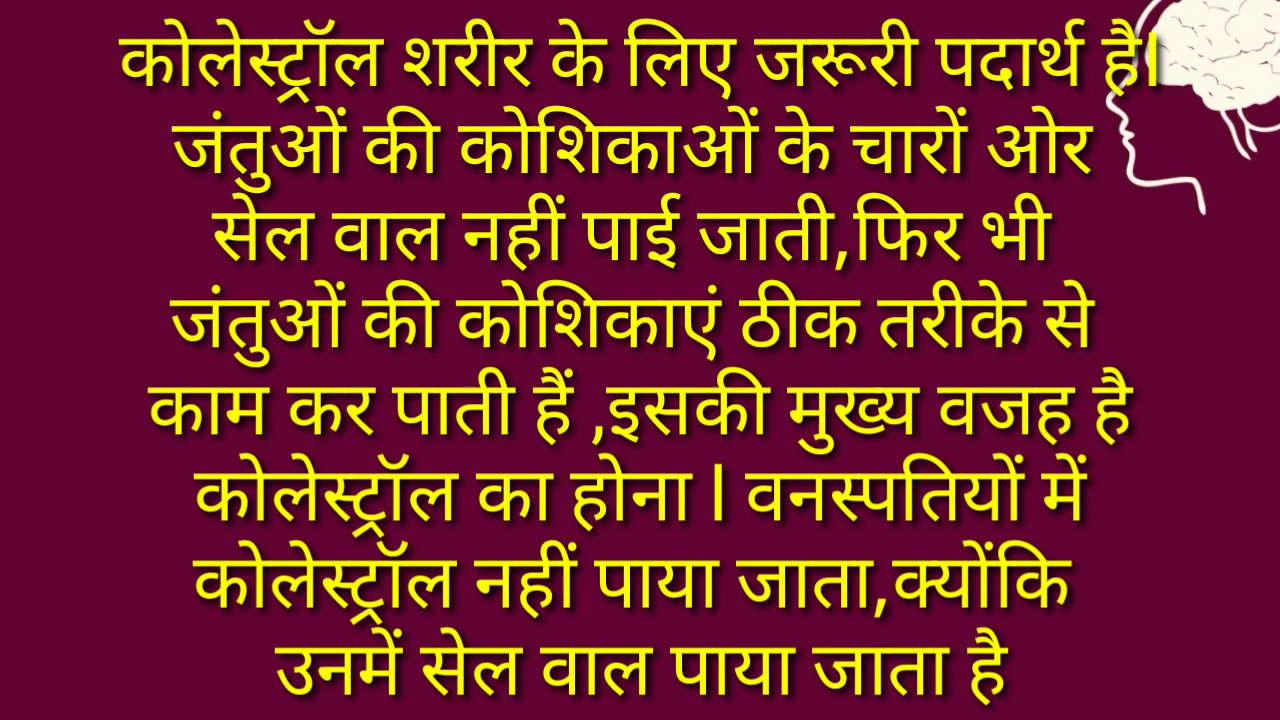 कोलेस्ट्रॉल शरीर के लिए जरूरी पदार्थ है।
जंतुओं की कोशिकाओं के चारों ओर
सेल वाल नहीं पाई जाती,फिर भी
जंतुओं की कोशिकाएं ठीक तरीके से
काम कर पाती हैं ,इसकी मुख्य वजह है
कोलेस्ट्रॉल का होना l वनस्पतियों में
कोलेस्ट्रॉल नहीं पाया जाता,क्योंकि
उनमें सेल वाल पाया जाता है